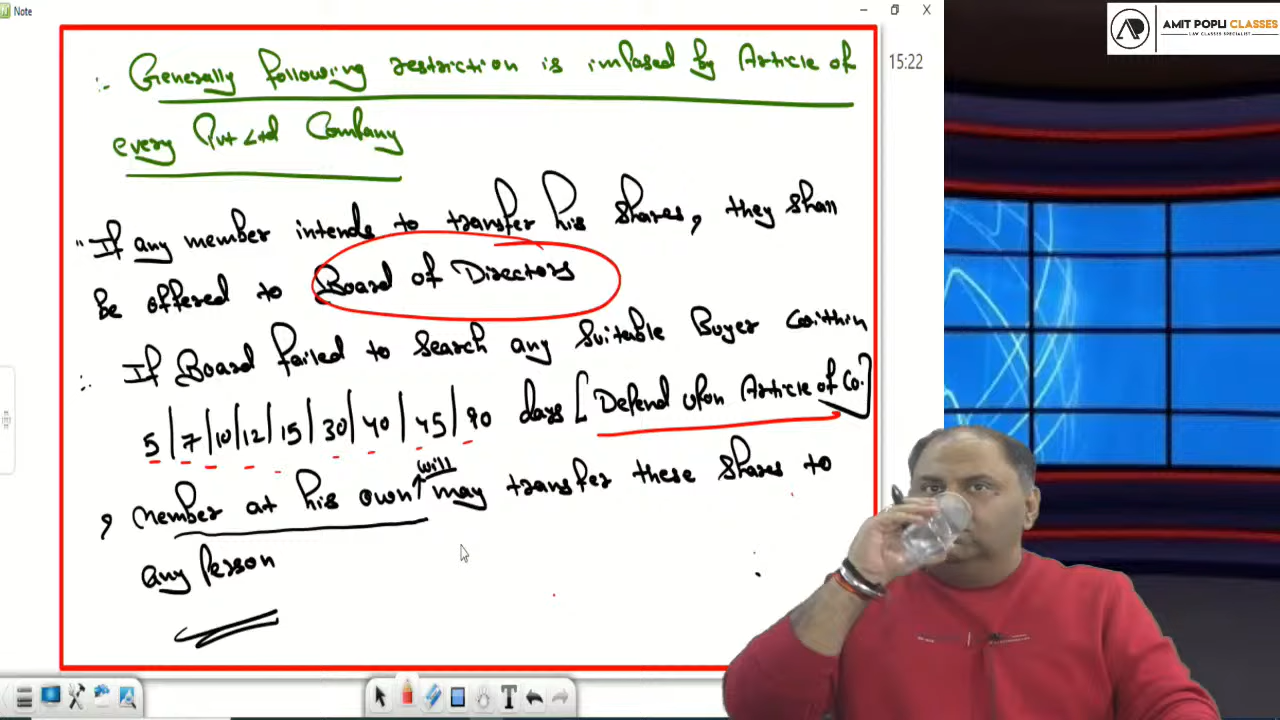 Note
AMIT POPLI CLASSES
LAW CLASSES SPECIALIST
15:22
∴ Generally following restriction is imposed by Article of
every Pvt Ltd Company
"If any member intends to transfer his shares, they shall
be offered to Board of Directors
∴ If Board failed to search any suitable Buyer within
5 | 7 | 10 | 12 | 15 | 30 | 40 | 45 | 90 days [Depend upon Article of Co.]
, member at his own will may transfer these shares to
any person